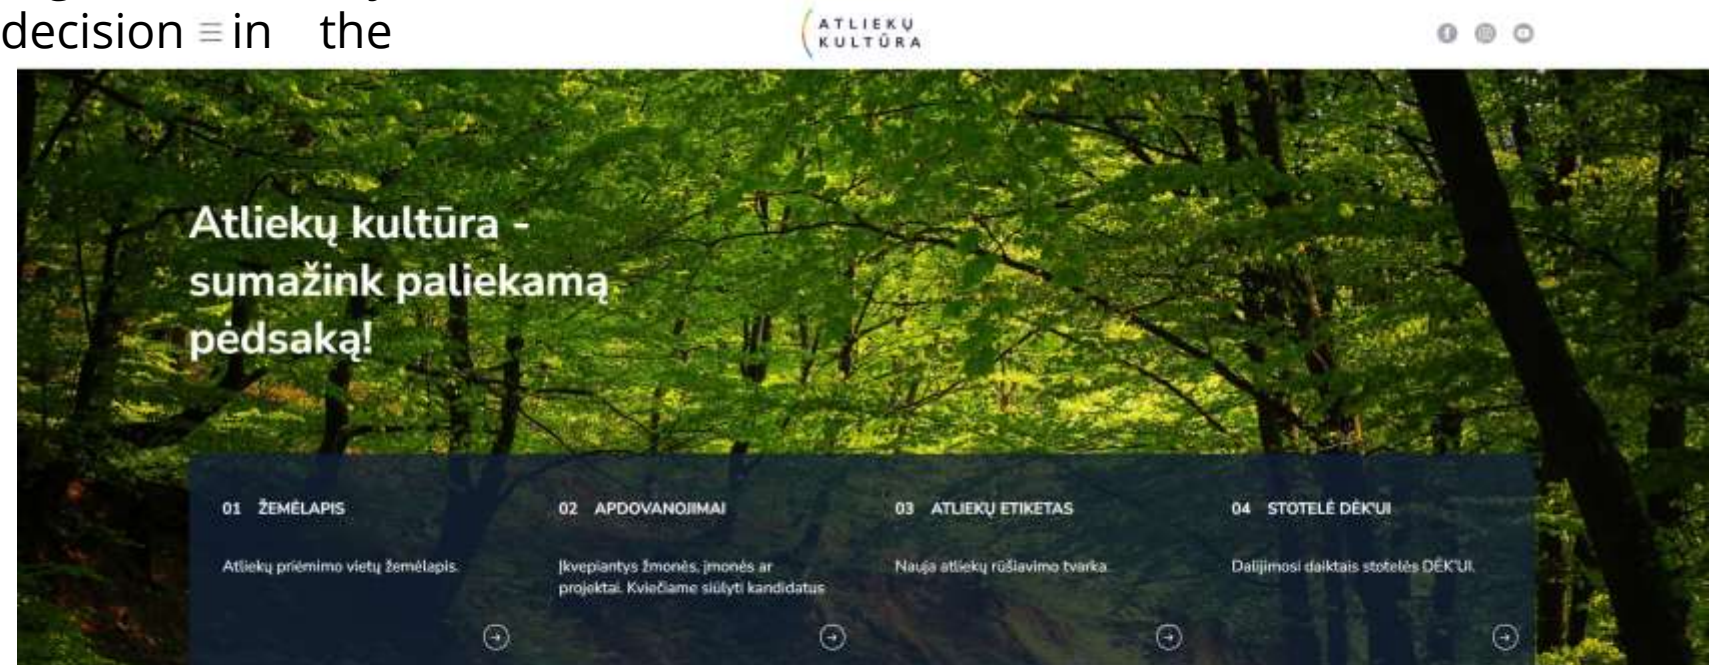 decision in the
ATLIEKŲ
KULTŪRA
Atliekų kultūra -
sumažink paliekamą
pėdsaką!
01 ŽEMĖLAPIS
Atliekų priėmimo vietų žemėlapis.
02 APDOVANOJIMAI
Įkvepiantys žmonės, įmonės ar
projektai. Kviečiame siūlyti kandidatus
03 ATLIEKŲ ETIKETAS
Nauja atliekų rūšiavimo tvarka
04 STOTELĖ DĖK'UI
Dalijimosi daiktais stotelės DĖK'UI.